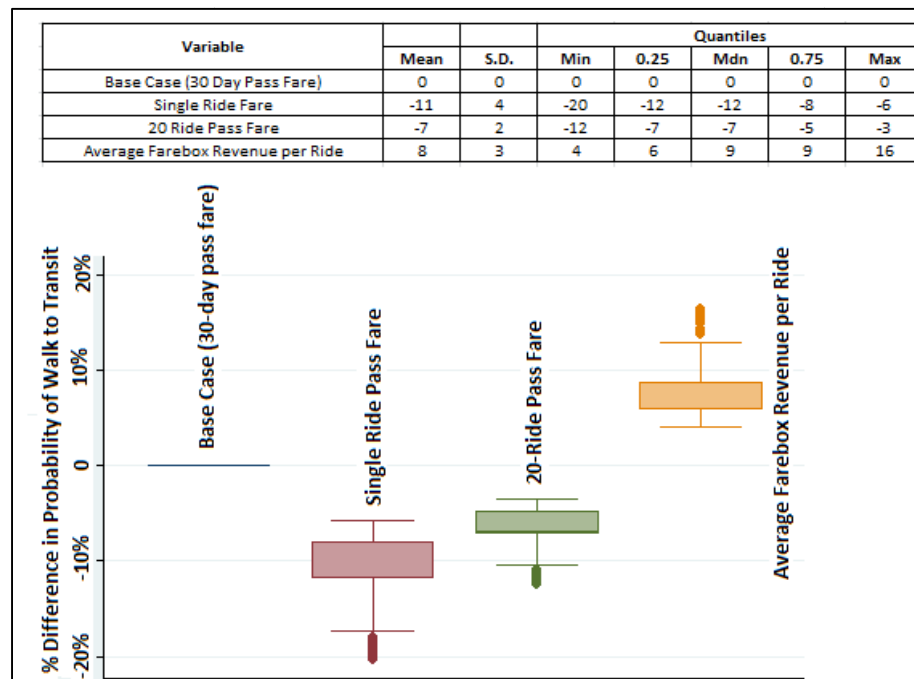 Variable Quantiles
Mean S.D. Min 0.25 Mdn 0.75 Max
Base Case (30 Day Pass Fare) 0 0 0 0 0 0 0
Single Ride Fare -11 4 -20 -12 -12 -8 -6
20 Ride Pass Fare -7 2 -12 -7 -7 -5 -3
Average Farebox Revenue per Ride 8 3 4 6 9 9 16
% Difference in Probability of Walk to Transit
20%
10%
0
-10%
-20%
Base Case (30-day pass fare)
Single Ride Pass Fare
20-Ride Pass Fare
Average Farebox Revenue per Ride